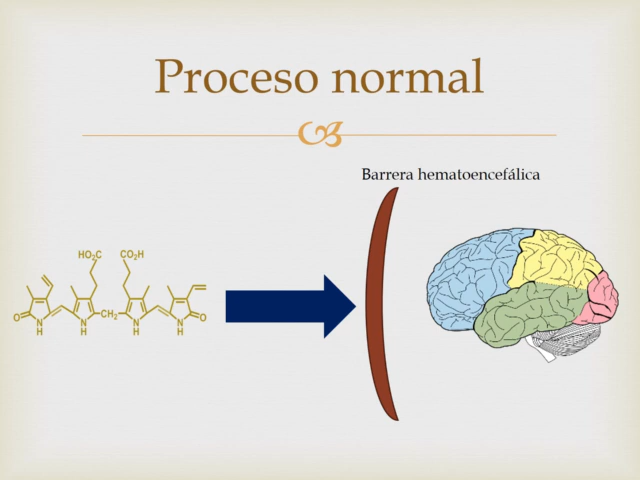 Proceso normal
Barrera hematoencefálica
HO₂C CO₂H
O N H N H CH₂ N H N H O